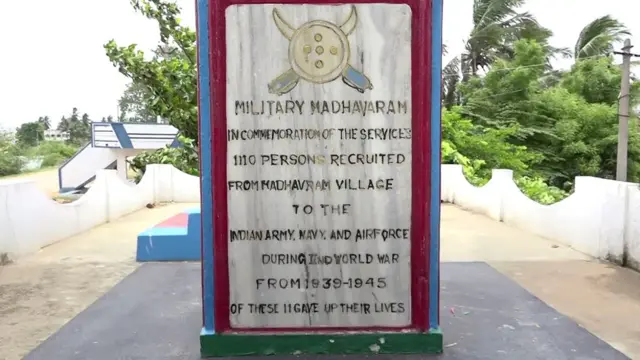 MILITARY MADHAVARAM
IN COMMEMORATION OF THE SERVICES
1110 PERSONS RECRUITED
FROM MADHAVRAM VILLAGE
TO THE
INDIAN ARMY, NAVY, AND AIRFORCE
DURING IIND WORLD WAR
FROM 1939-1945
OF THESE 11 GAVE UP THEIR LIVES